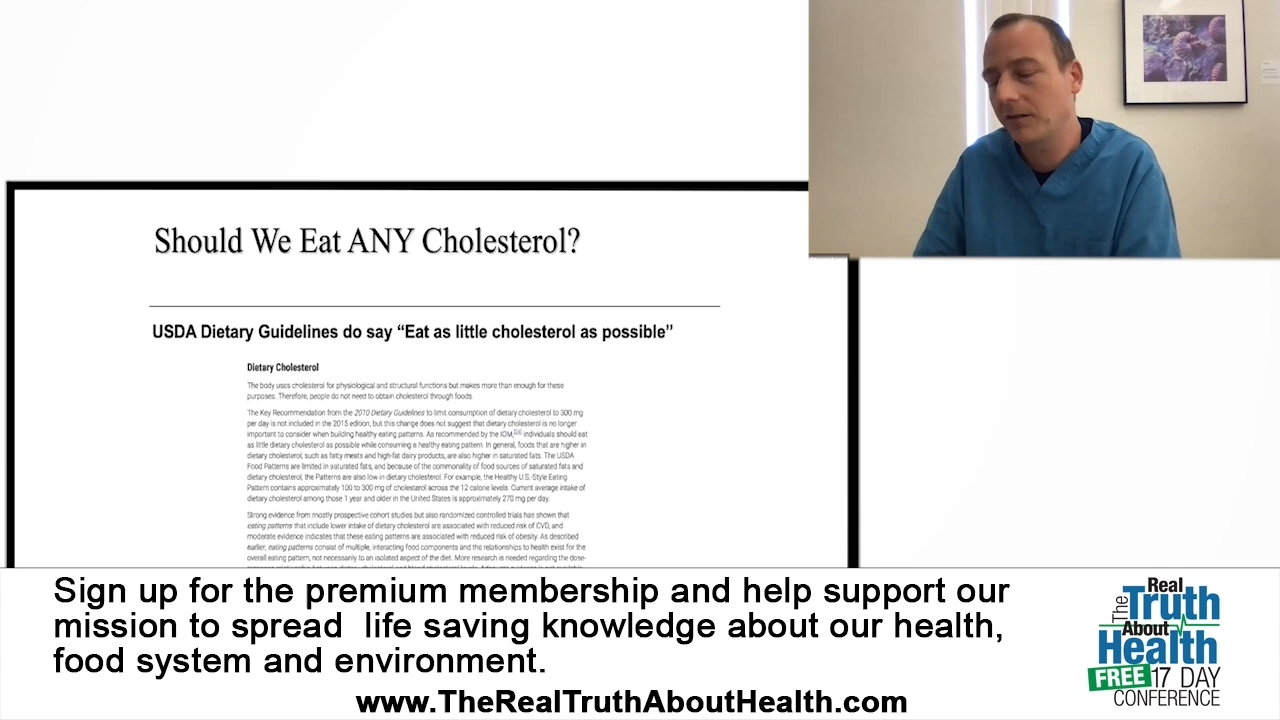 Should We Eat ANY Cholesterol?
USDA Dietary Guidelines do say “Eat as little cholesterol as possible”
Dietary Cholesterol
The body uses cholesterol for physiological and structural functions but makes more than enough for these
purposes. Therefore, people do not need to obtain cholesterol through foods.
The Key Recommendation from the 2010 Dietary Guidelines to limit consumption of dietary cholesterol to 300 mg
per day is not included in the 2015 edition, but this change does not suggest that dietary cholesterol is no longer
important to consider when building healthy eating patterns. As recommended by the IOM, individuals should eat
as little dietary cholesterol as possible while consuming a healthy eating pattern. In general, foods that are higher in
dietary cholesterol, such as fatty meats and high-fat dairy products, are also higher in saturated fats. The USDA
Food Patterns are limited in saturated fats, and because of the commonality of food sources of saturated fats and
dietary cholesterol, the Patterns are also low in dietary cholesterol. For example, the Healthy U.S.-Style Eating
Pattern contains approximately 100 to 300 mg of cholesterol across the 12 calorie levels. Current average intake of
dietary cholesterol among those 1 year and older in the United States is approximately 270 mg per day.
Strong evidence from mostly prospective cohort studies but also randomized controlled trials has shown that
eating patterns that include lower intake of dietary cholesterol are associated with reduced risk of CVD, and
moderate evidence indicates that these eating patterns are associated with reduced risk of obesity. As described
earlier, eating patterns consist of multiple, interacting food components and the relationships to health exist for the
overall eating pattern, not necessarily to an isolated aspect of the diet. More research is needed regarding the dose-
Sign up for the premium membership and help support our
mission to spread life saving knowledge about our health,
food system and environment.
www.TheRealTruthAboutHealth.com
The Real
Truth
About
Health
FREE 17 DAY
CONFERENCE